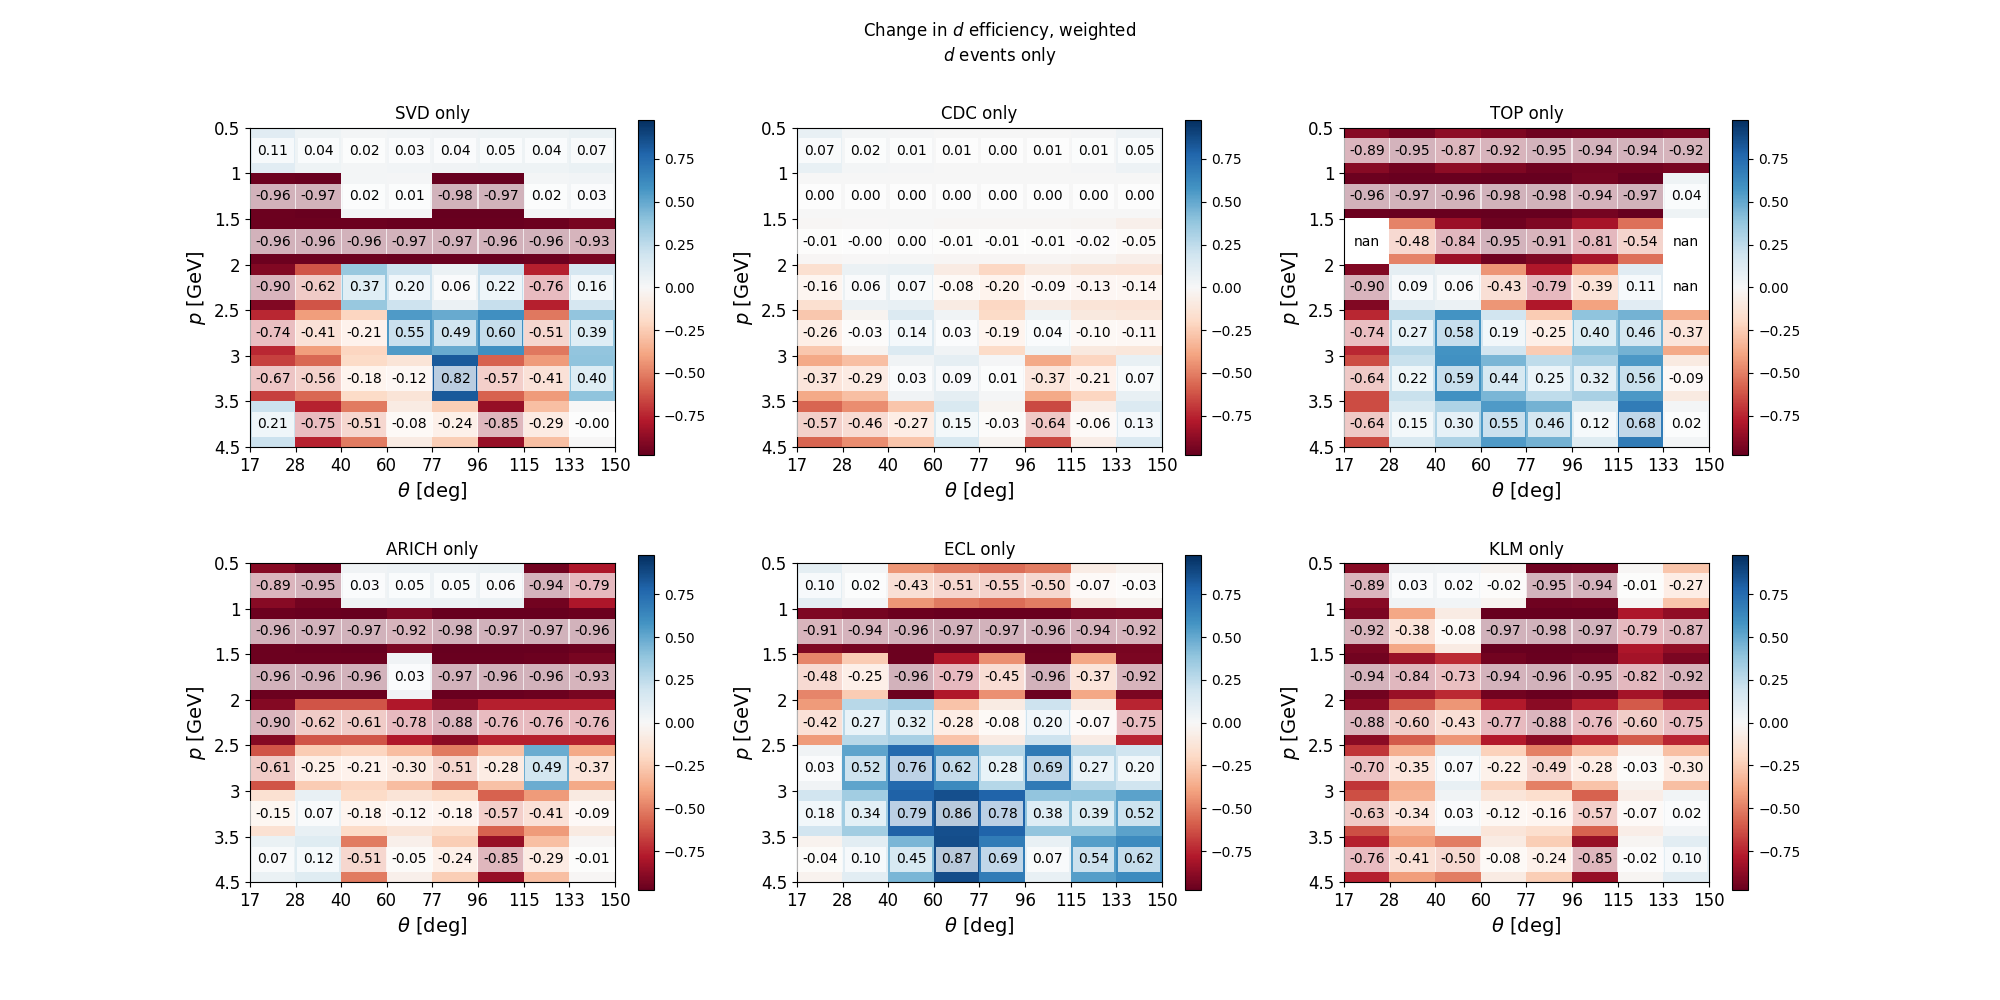 Change in d efficiency, weighted
d events only
SVD only
0.5
1
1.5
2
2.5
3
3.5
4.5
p [GeV]
0.11 0.04 0.02 0.03 0.04 0.05 0.04 0.07
-0.96 -0.97 0.02 0.01 -0.98 -0.97 0.02 0.03
-0.96 -0.96 -0.96 -0.97 -0.97 -0.96 -0.96 -0.93
-0.90 -0.62 0.37 0.20 0.06 0.22 -0.76 0.16
-0.74 -0.41 -0.21 0.55 0.49 0.60 -0.51 0.39
-0.67 -0.56 -0.18 -0.12 0.82 -0.57 -0.41 0.40
0.21 -0.75 -0.51 -0.08 -0.24 -0.85 -0.29 -0.00
17 28 40 60 77 96 115 133 150
θ [deg]
0.75
0.50
0.25
0.00
−0.25
−0.50
−0.75
CDC only
0.5
1
1.5
2
2.5
3
3.5
4.5
p [GeV]
0.07 0.02 0.01 0.01 0.00 0.01 0.01 0.05
0.00 0.00 0.00 0.00 0.00 0.00 0.00 0.00
-0.01 -0.00 0.00 -0.01 -0.01 -0.01 -0.02 -0.05
-0.16 0.06 0.07 -0.08 -0.20 -0.09 -0.13 -0.14
-0.26 -0.03 0.14 0.03 -0.19 0.04 -0.10 -0.11
-0.37 -0.29 0.03 0.09 0.01 -0.37 -0.21 0.07
-0.57 -0.46 -0.27 0.15 -0.03 -0.64 -0.06 0.13
17 28 40 60 77 96 115 133 150
θ [deg]
0.75
0.50
0.25
0.00
−0.25
−0.50
−0.75
TOP only
0.5
1
1.5
2
2.5
3
3.5
4.5
p [GeV]
-0.89 -0.95 -0.87 -0.92 -0.95 -0.94 -0.94 -0.92
-0.96 -0.97 -0.96 -0.98 -0.98 -0.94 -0.97 0.04
nan -0.48 -0.84 -0.95 -0.91 -0.81 -0.54 nan
-0.90 0.09 0.06 -0.43 -0.79 -0.39 0.11 nan
-0.74 0.27 0.58 0.19 -0.25 0.40 0.46 -0.37
-0.64 0.22 0.59 0.44 0.25 0.32 0.56 -0.09
-0.64 0.15 0.30 0.55 0.46 0.12 0.68 0.02
17 28 40 60 77 96 115 133 150
θ [deg]
0.75
0.50
0.25
0.00
−0.25
−0.50
−0.75
ARICH only
0.5
1
1.5
2
2.5
3
3.5
4.5
p [GeV]
-0.89 -0.95 0.03 0.05 0.05 0.06 -0.94 -0.79
-0.96 -0.97 -0.97 -0.92 -0.98 -0.97 -0.97 -0.96
-0.96 -0.96 -0.96 0.03 -0.97 -0.96 -0.96 -0.93
-0.90 -0.62 -0.61 -0.78 -0.88 -0.76 -0.76 -0.76
-0.61 -0.25 -0.21 -0.30 -0.51 -0.28 0.49 -0.37
-0.15 0.07 -0.18 -0.12 -0.18 -0.57 -0.41 -0.09
0.07 0.12 -0.51 -0.05 -0.24 -0.85 -0.29 -0.01
17 28 40 60 77 96 115 133 150
θ [deg]
0.75
0.50
0.25
0.00
−0.25
−0.50
−0.75
ECL only
0.5
1
1.5
2
2.5
3
3.5
4.5
p [GeV]
0.10 0.02 -0.43 -0.51 -0.55 -0.50 -0.07 -0.03
-0.91 -0.94 -0.96 -0.97 -0.97 -0.96 -0.94 -0.92
-0.48 -0.25 -0.96 -0.79 -0.45 -0.96 -0.37 -0.92
-0.42 0.27 0.32 -0.28 -0.08 0.20 -0.07 -0.75
0.03 0.52 0.76 0.62 0.28 0.69 0.27 0.20
0.18 0.34 0.79 0.86 0.78 0.38 0.39 0.52
-0.04 0.10 0.45 0.87 0.69 0.07 0.54 0.62
17 28 40 60 77 96 115 133 150
θ [deg]
0.75
0.50
0.25
0.00
−0.25
−0.50
−0.75
KLM only
0.5
1
1.5
2
2.5
3
3.5
4.5
p [GeV]
-0.89 0.03 0.02 -0.02 -0.95 -0.94 -0.01 -0.27
-0.92 -0.38 -0.08 -0.97 -0.98 -0.97 -0.79 -0.87
-0.94 -0.84 -0.73 -0.94 -0.96 -0.95 -0.82 -0.92
-0.88 -0.60 -0.43 -0.77 -0.88 -0.76 -0.60 -0.75
-0.70 -0.35 0.07 -0.22 -0.49 -0.28 -0.03 -0.30
-0.63 -0.34 0.03 -0.12 -0.16 -0.57 -0.07 0.02
-0.76 -0.41 -0.50 -0.08 -0.24 -0.85 -0.02 0.10
17 28 40 60 77 96 115 133 150
θ [deg]
0.75
0.50
0.25
0.00
−0.25
−0.50
−0.75